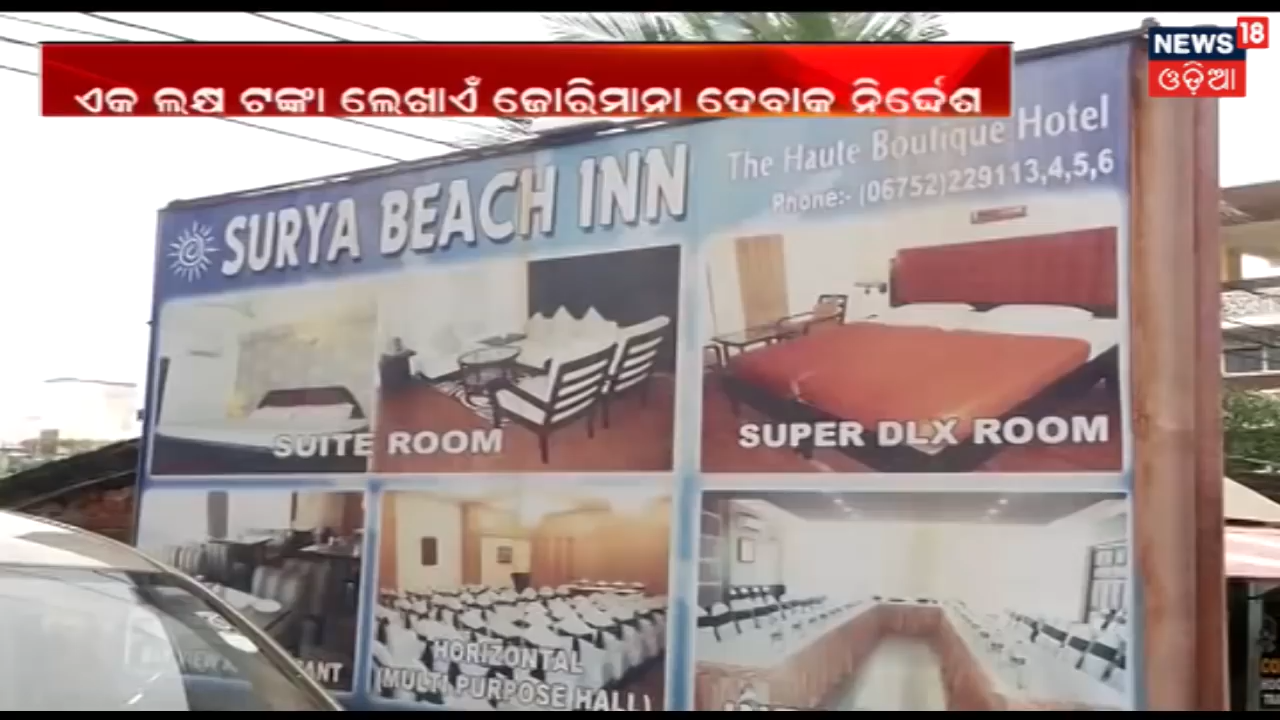 NEWS 18
ଓଡ଼ିଆ
ଏକ ଲକ୍ଷ ଟଙ୍କା ଲେଖାଏଁ ଜୋରିମାନା ଦେବାକୁ ନିର୍ଦ୍ଦେଶ
SURYA BEACH INN
The Haute Boutique Hotel
Phone:- (06752)229113,4,5,6
SUITE ROOM
SUPER DLX ROOM
HORIZONTAL
(MULTI PURPOSE HALL)